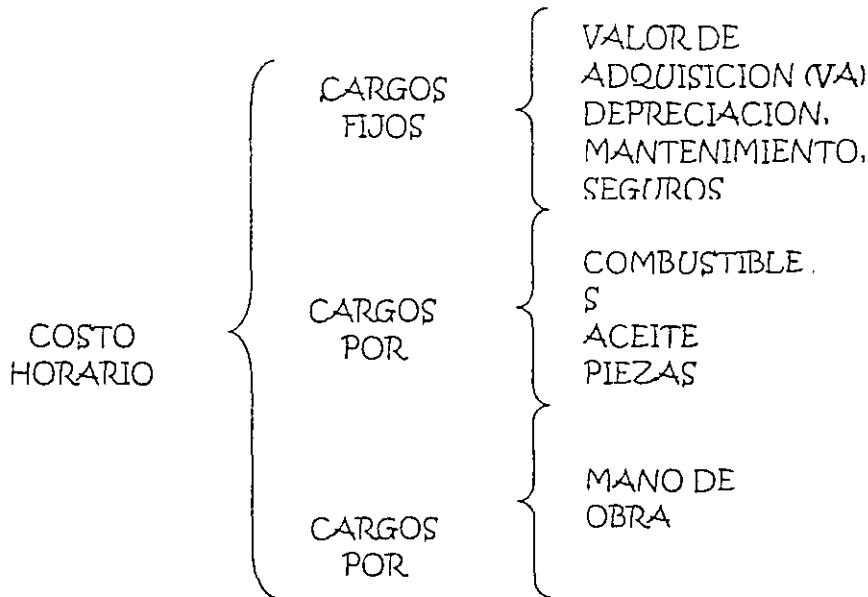 COSTO
HORARIO
CARGOS
FIJOS
VALOR DE
ADQUISICION (VA)
DEPRECIACION,
MANTENIMIENTO,
SEGUROS
CARGOS
POR
COMBUSTIBLE.
S
ACEITE
PIEZAS
CARGOS
POR
MANO DE
OBRA